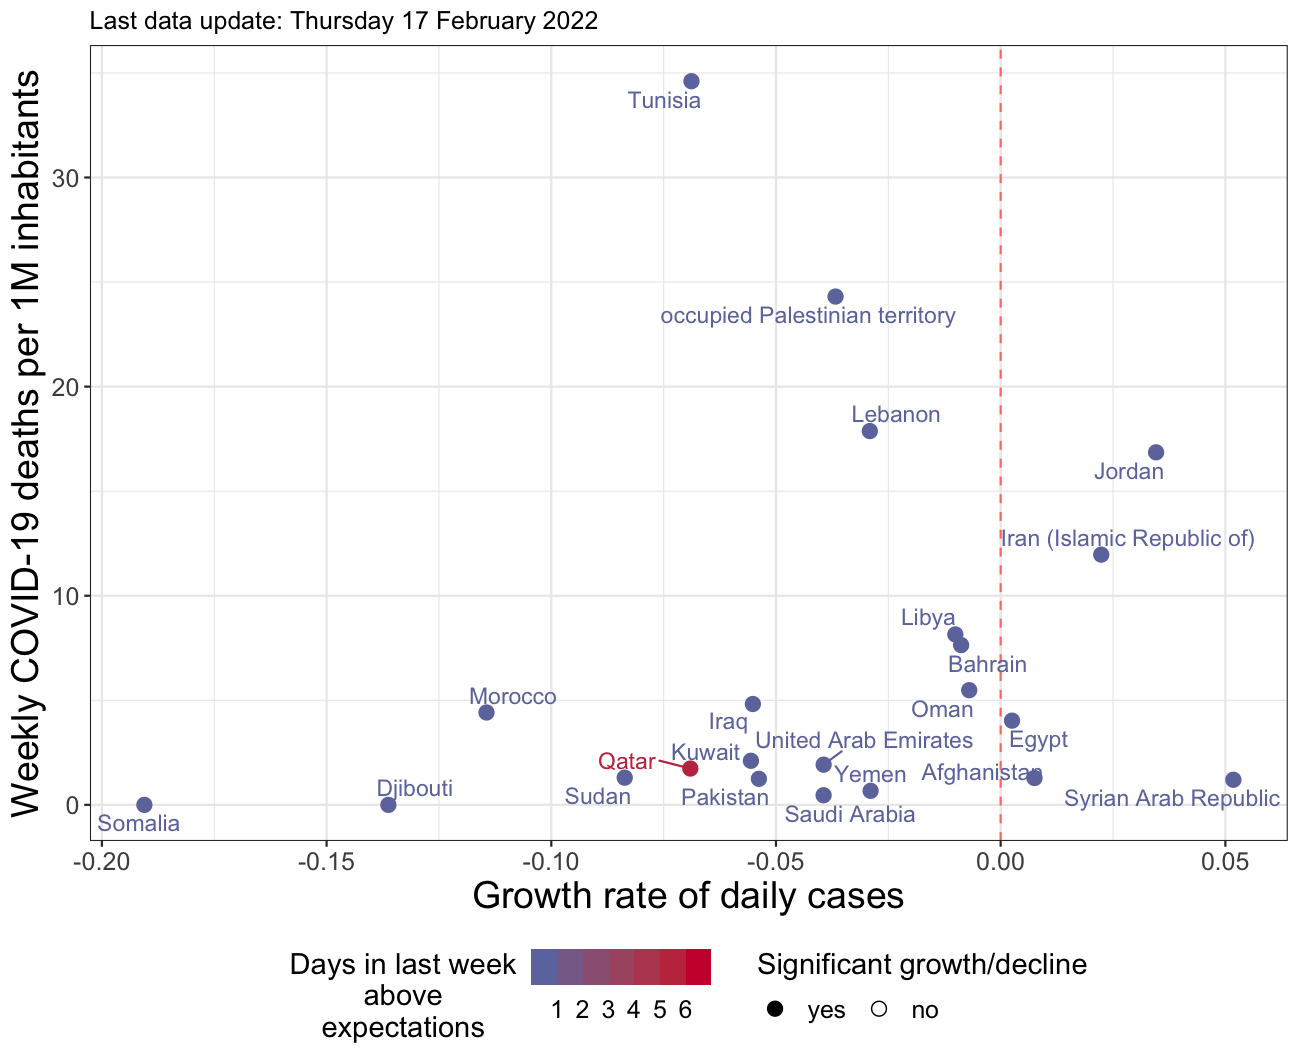 Last data update: Thursday 17 February 2022
Weekly COVID-19 deaths per 1M inhabitants
30
20
10
0
Tunisia
occupied Palestinian territory
Lebanon
Jordan
Iran (Islamic Republic of)
Libya
Bahrain
Morocco
Oman
Iraq
Egypt
United Arab Emirates
Kuwait
Qatar
Yemen
Afghanistan
Djibouti
Sudan
Pakistan
Syrian Arab Republic
Saudi Arabia
Somalia
-0.20 -0.15 -0.10 -0.05 0.00 0.05
Growth rate of daily cases
Days in last week
above
expectations
1 2 3 4 5 6
Significant growth/decline
yes no